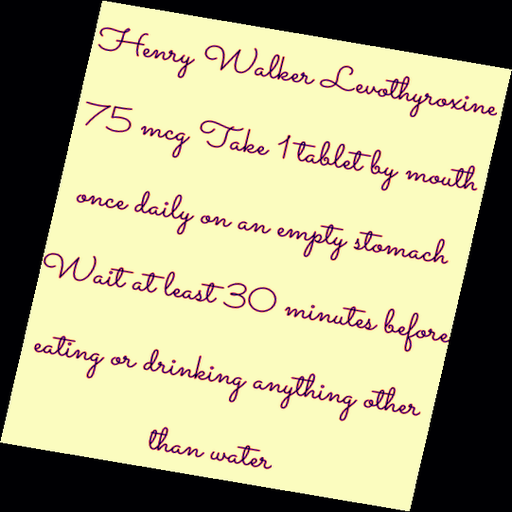 Henry Walker Levothyroxine
75 mcg Take 1 tablet by mouth
once daily on an empty stomach
Wait at least 30 minutes before
eating or drinking anything other
than water